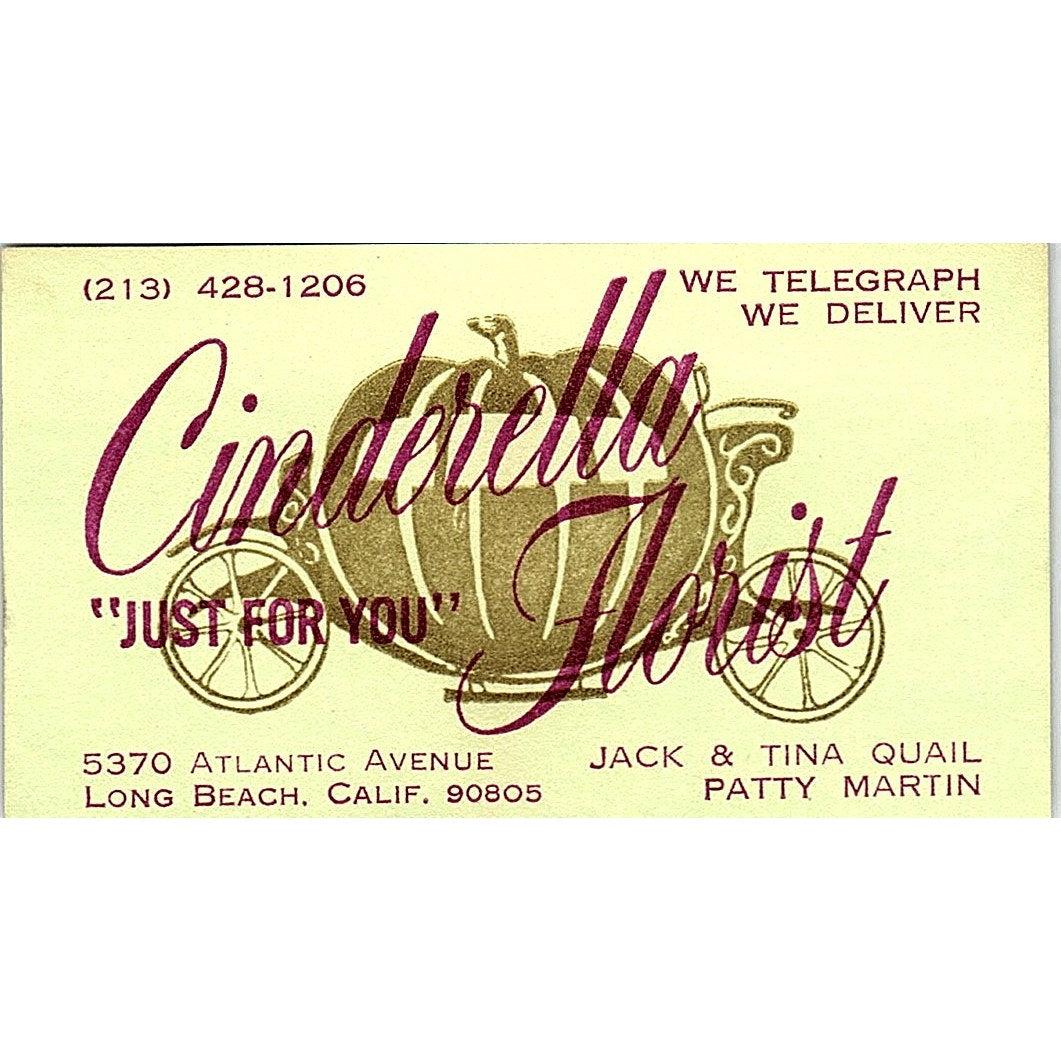 (213) 428-1206
WE TELEGRAPH
WE DELIVER
Cinderella
Florist
"JUST FOR YOU"
5370 ATLANTIC AVENUE
LONG BEACH, CALIF. 90805
JACK & TINA QUAIL
PATTY MARTIN